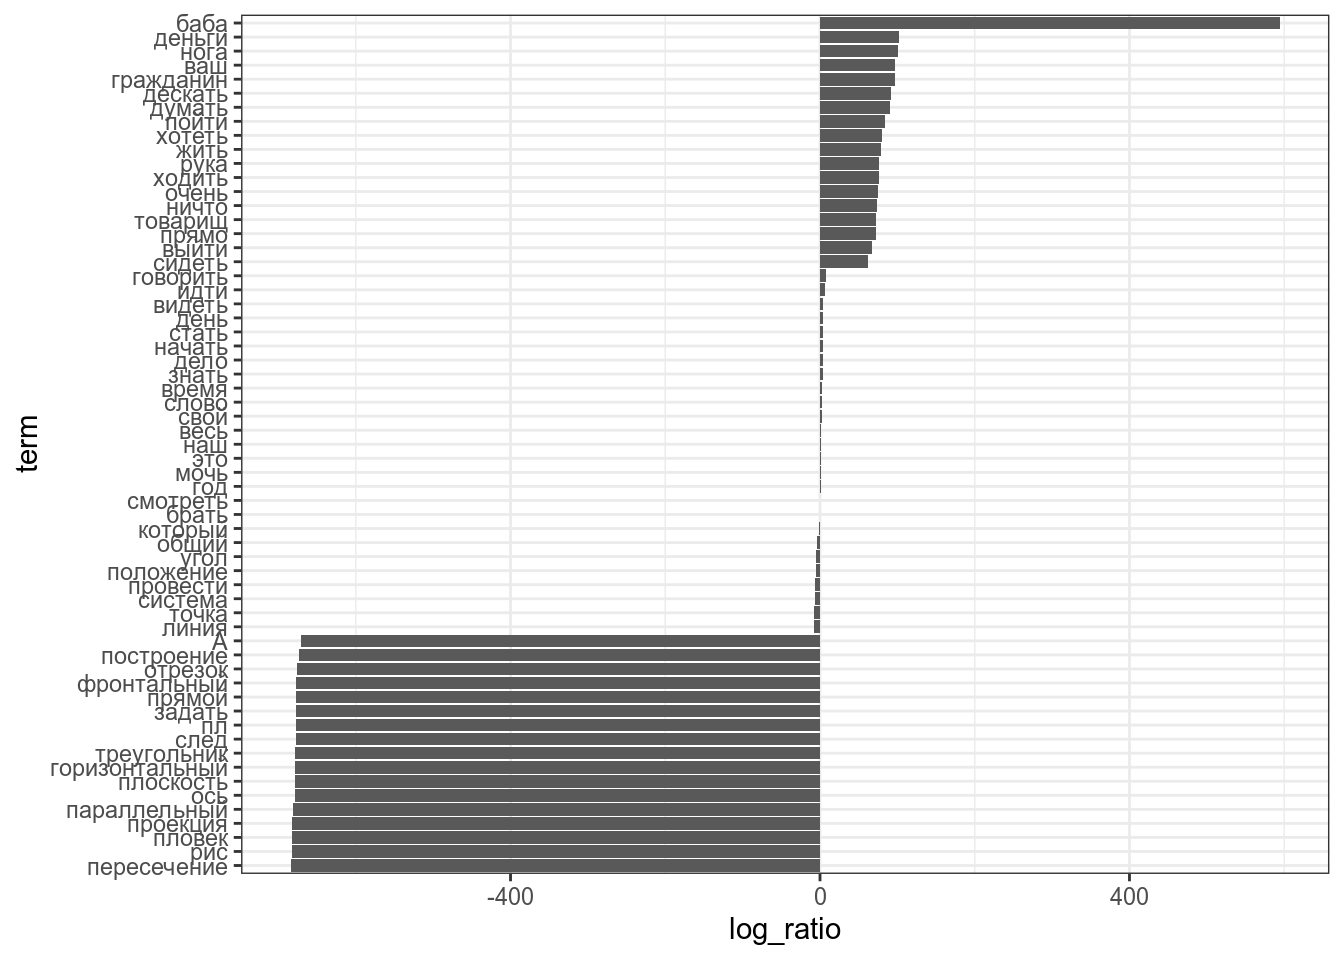 баба
деньги
нога
ваш
гражданин
дескать
думать
пойти
хотеть
жить
рука
ходить
очень
ничто
товарищ
прямо
выйти
сидеть
говорить
идти
видеть
день
стать
начать
дело
знать
время
слово
свой
весь
наш
это
мочь
год
смотреть
брать
который
общий
угол
положение
провести
система
точка
линия
А
построение
отрезок
фронтальный
прямой
задать
пл
след
треугольник
горизонтальный
плоскость
ось
параллельный
проекция
пловек
рис
пересечение
term
-400 0 400
log_ratio